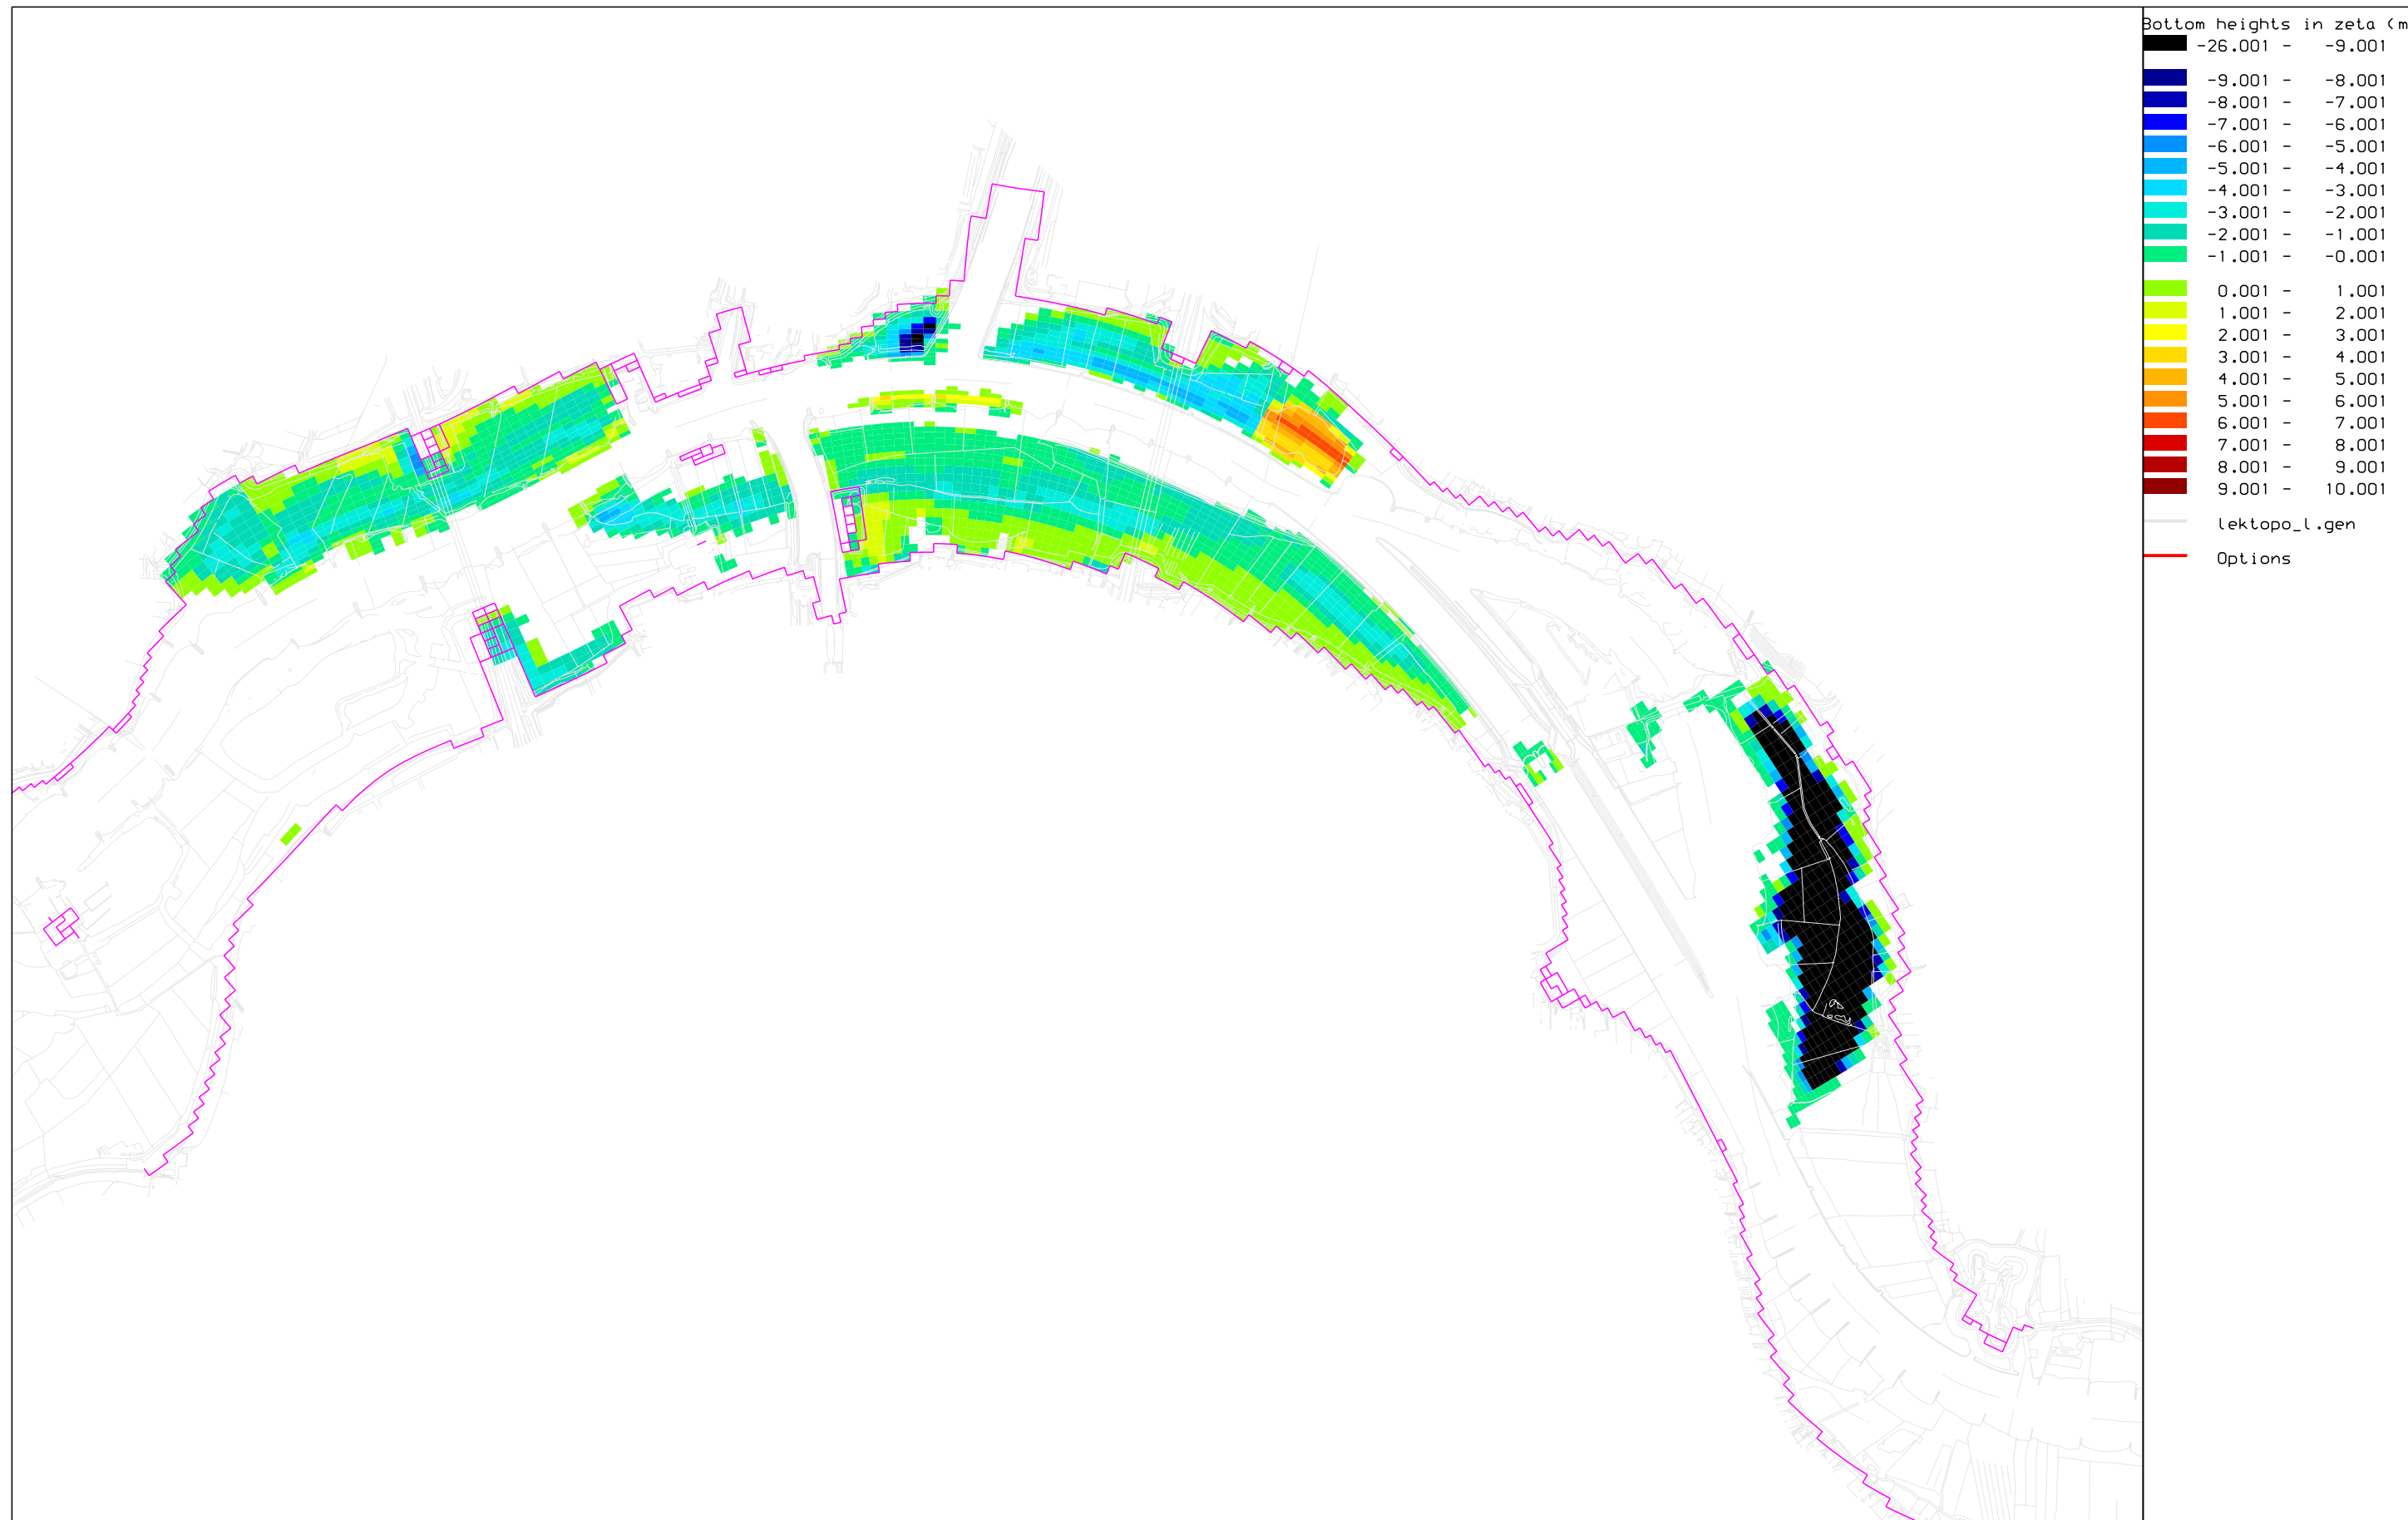 Bottom heights in zeta (m
-26.001 - -9.001
-9.001 - -8.001
-8.001 - -7.001
-7.001 - -6.001
-6.001 - -5.001
-5.001 - -4.001
-4.001 - -3.001
-3.001 - -2.001
-2.001 - -1.001
-1.001 - -0.001
0.001 - 1.001
1.001 - 2.001
2.001 - 3.001
3.001 - 4.001
4.001 - 5.001
5.001 - 6.001
6.001 - 7.001
7.001 - 8.001
8.001 - 9.001
9.001 - 10.001
lektopo_l.gen
Options